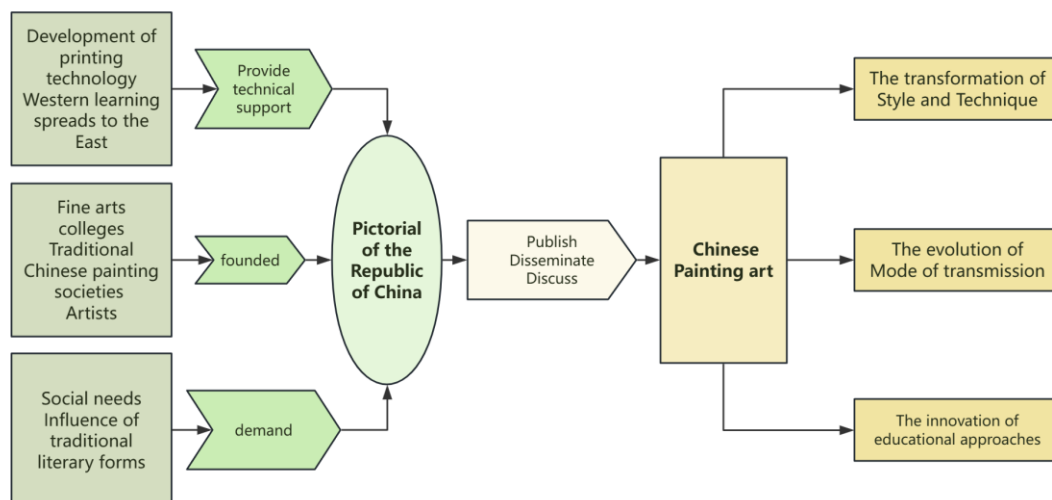 Development of
printing
technology
Western learning
spreads to the
East
Provide
technical
support
Fine arts
colleges
Traditional
Chinese painting
societies
Artists
founded
Social needs
Influence of
traditional
literary forms
demand
Pictorial
of the
Republic
of China
Publish
Disseminate
Discuss
Chinese
Painting art
The transformation of
Style and Technique
The evolution of
Mode of transmission
The innovation of
educational approaches